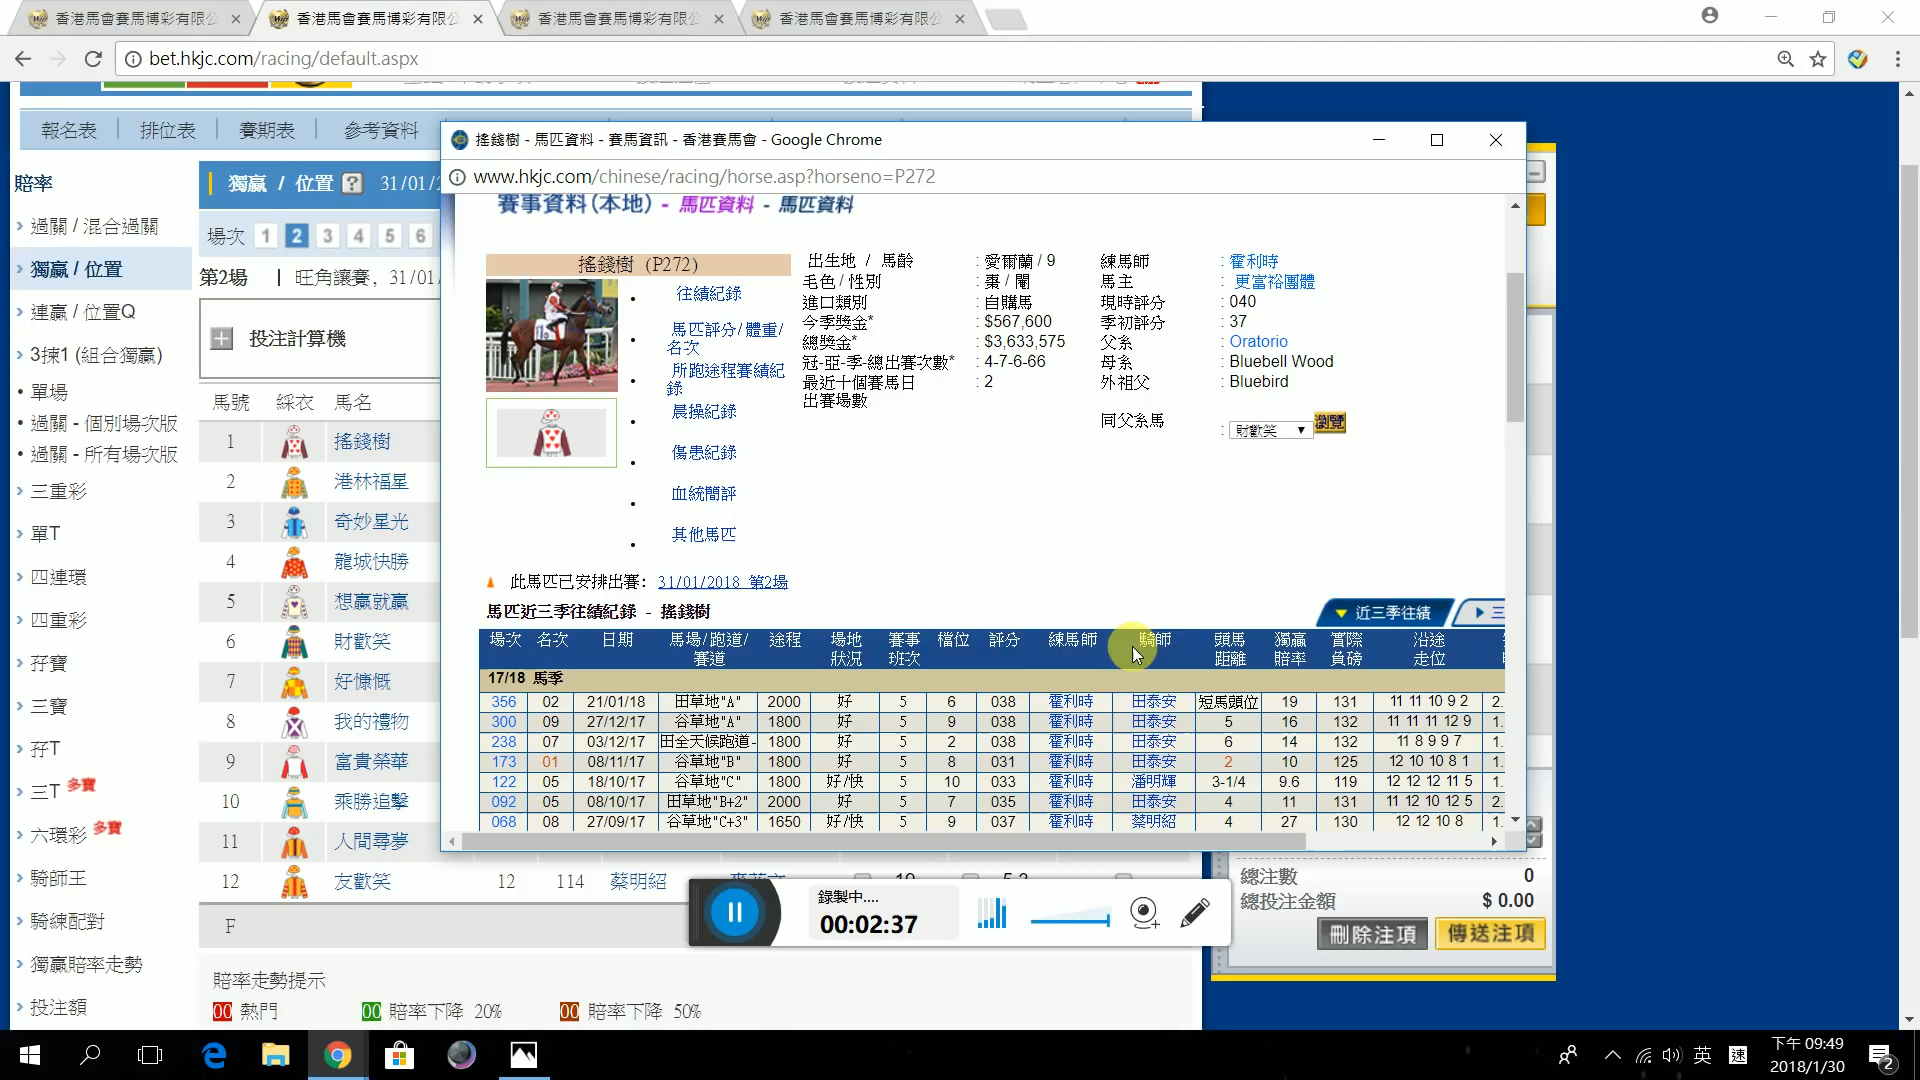 香港馬會賽馬博彩有限公
香港馬會賽馬博彩有限公
香港馬會賽馬博彩有限公
香港馬會賽馬博彩有限公
bet.hkjc.com/racing/default.aspx
報名表 排位表 賽期表 參考資料
賠率
過關 / 混合過關
獨贏 / 位置
連贏 / 位置Q
3揀1 (組合獨贏)
單場
過關 - 個別場次版
過關 - 所有場次版
三重彩
單T
四連環
四重彩
孖寶
三寶
孖T
三T 多寶
六環彩 多寶
騎師王
騎練配對
獨贏賠率走勢
投注額
獨贏 / 位置 ? 31/01/2
場次 1 2 3 4 5 6
第2場 | 旺角讓賽, 31/01/
投注計算機
馬號 綵衣 馬名
1 搖錢樹
2 港林福星
3 奇妙星光
4 龍城快勝
5 想贏就贏
6 財歡笑
7 好慷慨
8 我的禮物
9 富貴榮華
10 乘勝追擊
11 人間尋夢
12 友歡笑 12 114 蔡明紹
F
賠率走勢提示
00 熱門 00 賠率下降 20% 00 賠率下降 50%
搖錢樹 - 馬匹資料 - 賽馬資訊 - 香港賽馬會 - Google Chrome
www.hkjc.com/chinese/racing/horse.asp?horseno=P272
賽事資料(本地) - 馬匹資料 - 馬匹資料
搖錢樹 (P272)
往績紀錄
馬匹評分/體重/
名次
所跑途程賽績紀
錄
晨操紀錄
傷患紀錄
血統簡評
其他馬匹
出生地 / 馬齡 : 愛爾蘭 / 9
毛色 / 性別 : 棗 / 閹
進口類別 : 自購馬
今季獎金* : $567,600
總獎金* : $3,633,575
冠-亞-季-總出賽次數* : 4-7-6-66
最近十個賽馬日 : 2
出賽場數
練馬師 : 霍利時
馬主 : 更富裕團體
現時評分 : 040
季初評分 : 37
父系 : Oratorio
母系 : Bluebell Wood
外祖父 : Bluebird
同父系馬 : 財歡笑 瀏覽
此馬匹已安排出賽: 31/01/2018 第2場
馬匹近三季往績紀錄 - 搖錢樹
近三季往績 三
場次 名次 日期 馬場/跑道/賽道 途程 場地狀況 賽事班次 檔位 評分 練馬師 騎師 頭馬距離 獨贏賠率 實際負磅 沿途走位
17/18 馬季
356 02 21/01/18 田草地"A" 2000 好 5 6 038 霍利時 田泰安 短馬頭位 19 131 11 11 10 9 2 2.
300 09 27/12/17 谷草地"A" 1800 好 5 9 038 霍利時 田泰安 5 16 132 11 11 11 12 9 1.
238 07 03/12/17 田全天候跑道- 1800 好 5 2 038 霍利時 田泰安 6 14 132 11 8 9 9 7 1.
173 01 08/11/17 谷草地"B" 1800 好 5 8 031 霍利時 田泰安 2 10 125 12 10 10 8 1 1.
122 05 18/10/17 谷草地"C" 1800 好/快 5 10 033 霍利時 潘明輝 3-1/4 9.6 119 12 12 12 11 5 1.
092 05 08/10/17 田草地"B+2" 2000 好 5 7 035 霍利時 田泰安 4 11 131 11 12 10 12 5 2.
068 08 27/09/17 谷草地"C+3" 1650 好/快 5 9 037 霍利時 蔡明紹 4 27 130 12 12 10 8 1.
錄製中....
00:02:37
總注數 0
總投注金額 $ 0.00
刪除注項 傳送注項
英 速
下午 09:49
2018/1/30
2